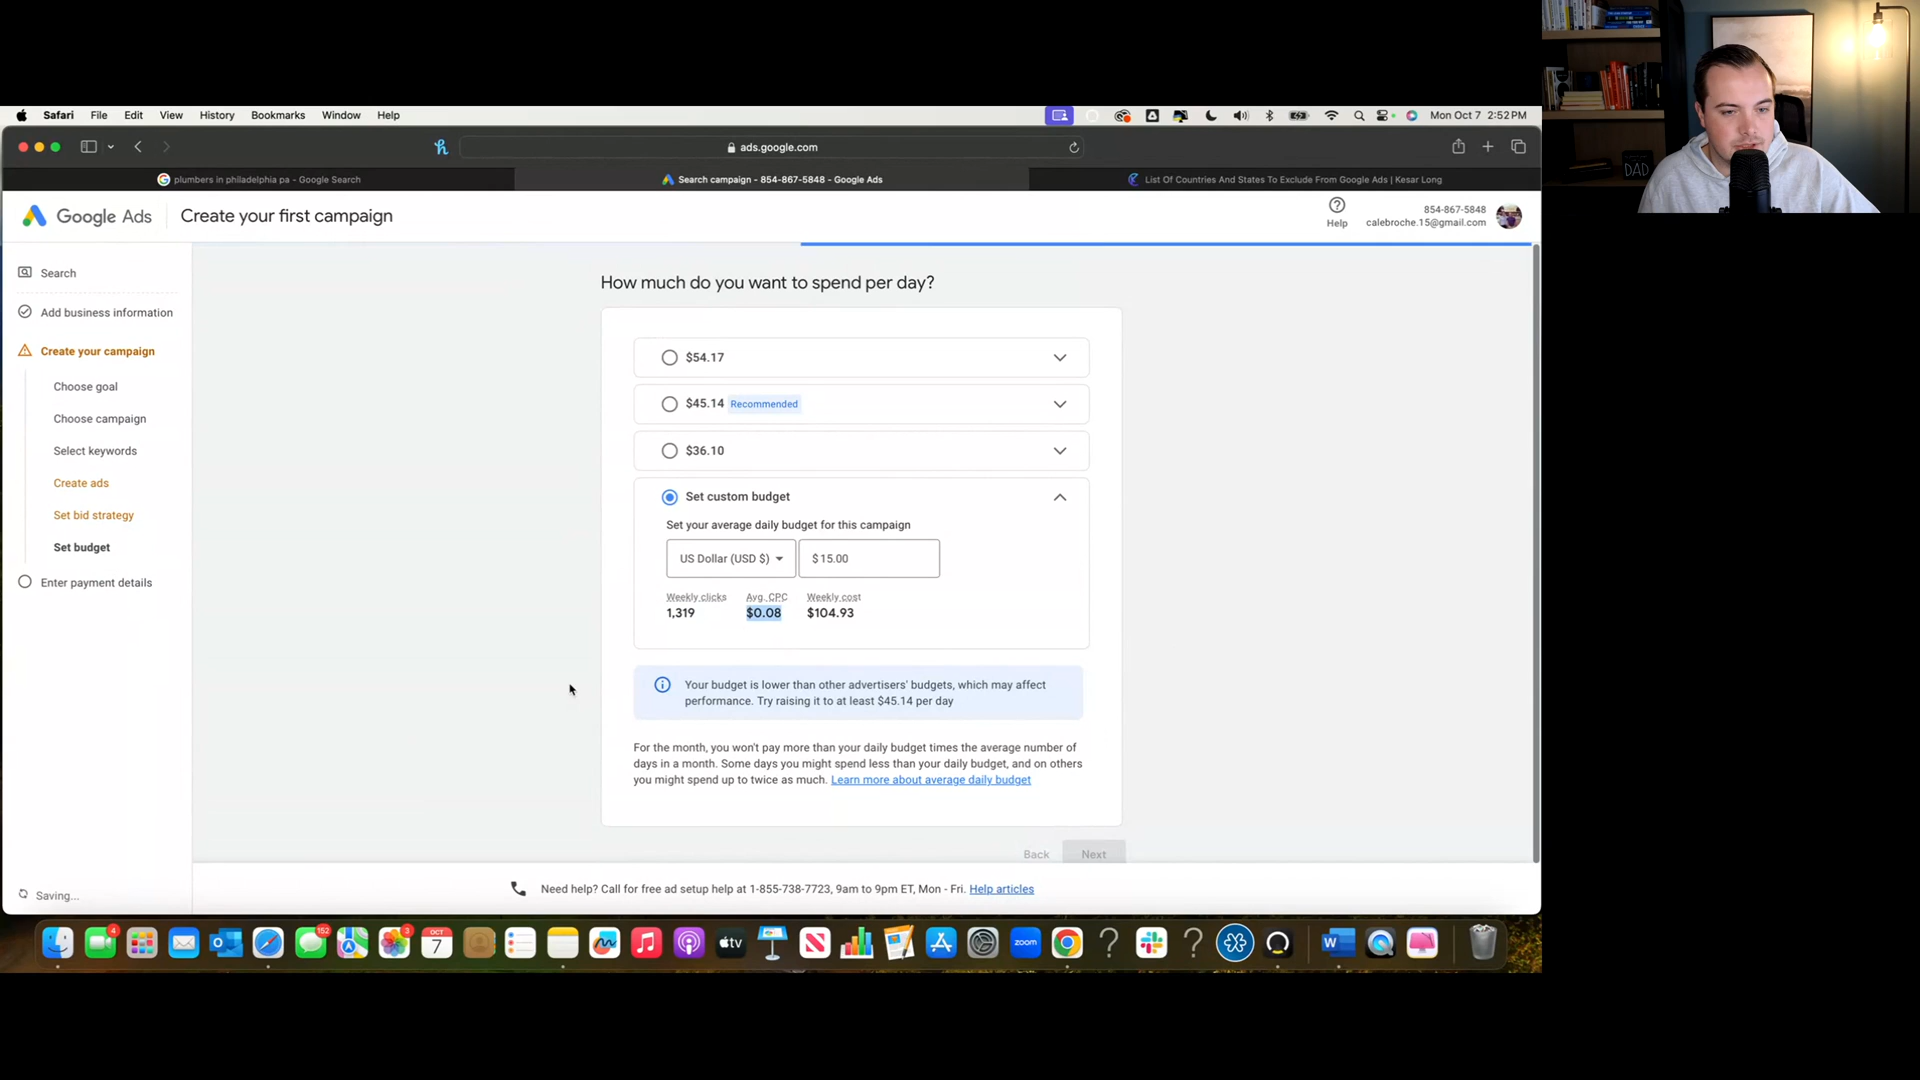 Safari File Edit View History Bookmarks Window Help
Mon Oct 7 2:52 PM
ads.google.com
plumbers in philadelphia pa - Google Search
Search campaign - 854-867-5848 - Google Ads
List Of Countries And States To Exclude From Google Ads | Kesar Long
Google Ads
Create your first campaign
Help
854-867-5848
calebroche.15@gmail.com
Search
Add business information
Create your campaign
Choose goal
Choose campaign
Select keywords
Create ads
Set bid strategy
Set budget
Enter payment details
Saving...
How much do you want to spend per day?
$54.17
$45.14 Recommended
$36.10
Set custom budget
Set your average daily budget for this campaign
US Dollar (USD $)
$ 15.00
Weekly clicks Avg. CPC Weekly cost
1,319 $0.08 $104.93
Your budget is lower than other advertisers' budgets, which may affect
performance. Try raising it to at least $45.14 per day
For the month, you won't pay more than your daily budget times the average number of
days in a month. Some days you might spend less than your daily budget, and on others
you might spend up to twice as much. Learn more about average daily budget
Back Next
Need help? Call for free ad setup help at 1-855-738-7723, 9am to 9pm ET, Mon - Fri. Help articles
4
152
3
OCT
7
tv
zoom
W
DAD